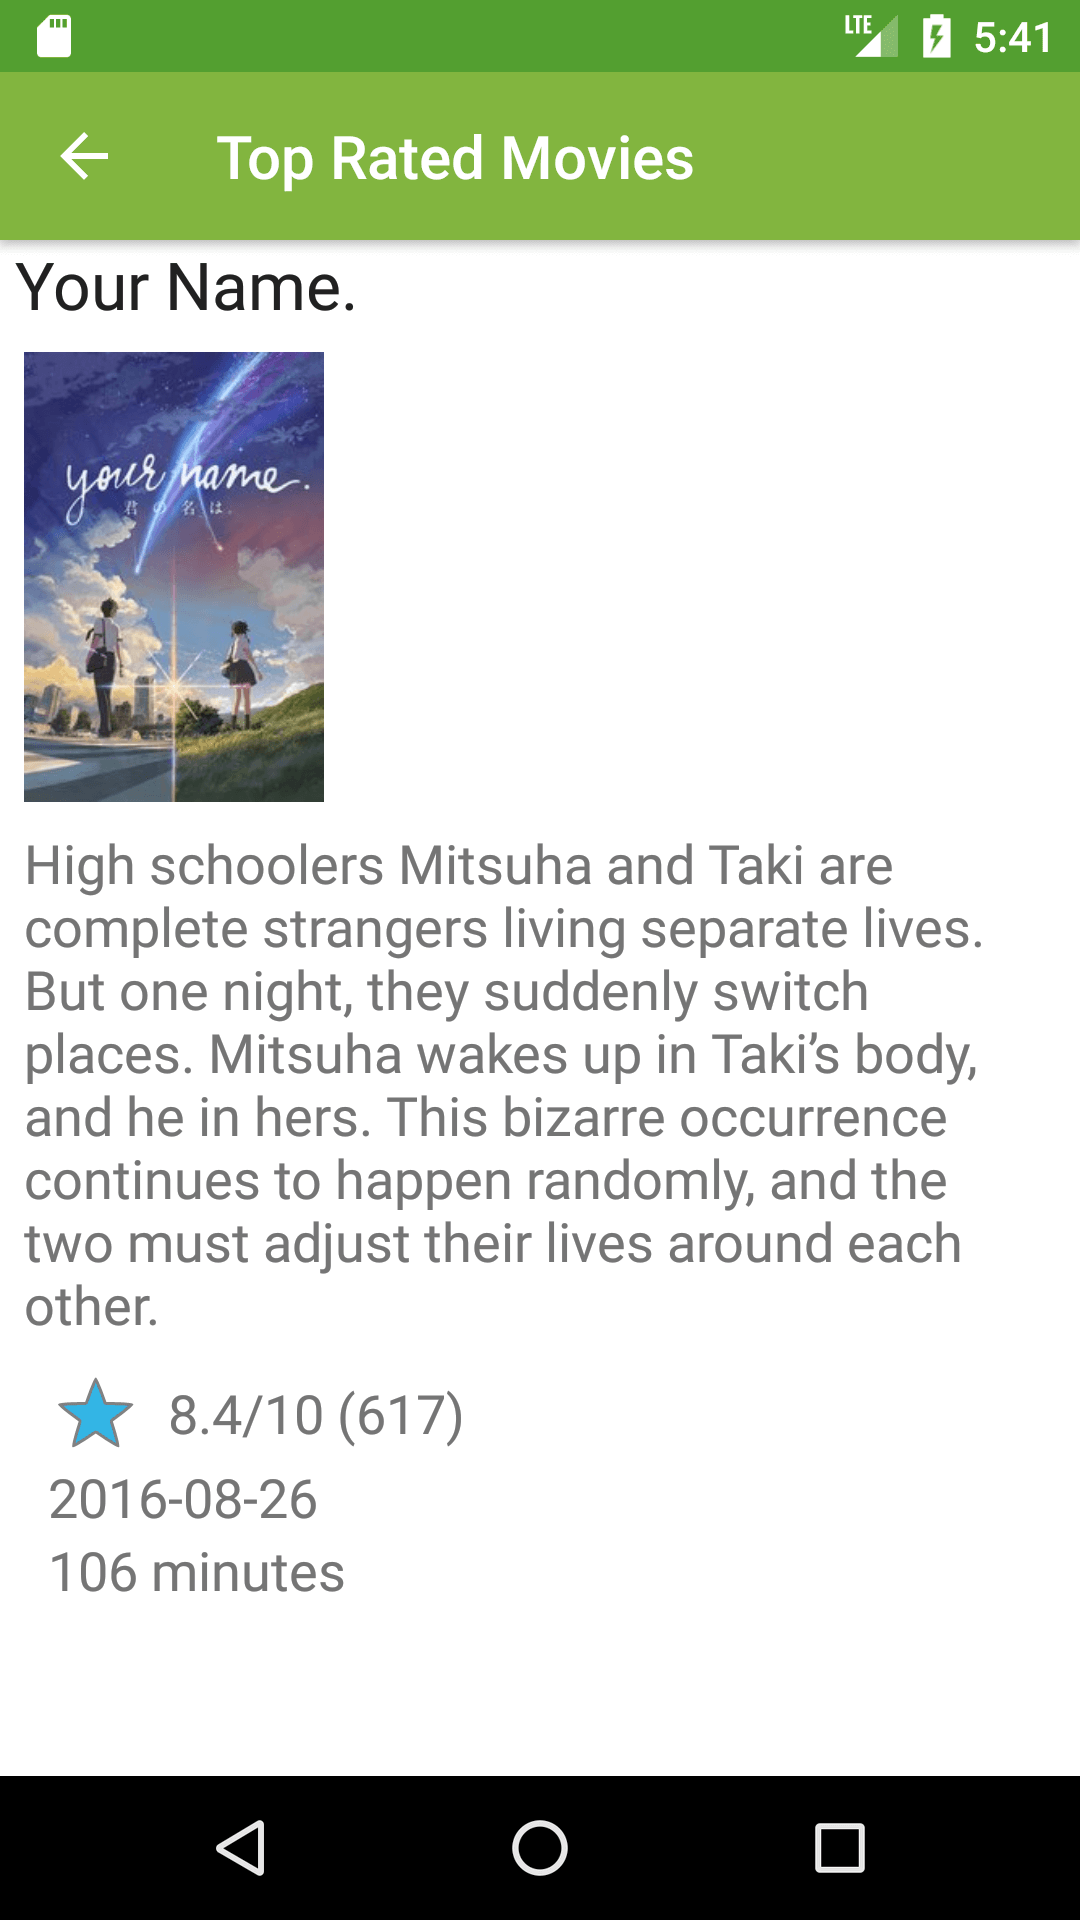 LTE 5:41
Top Rated Movies
Your Name.
your name.
君の名は。
High schoolers Mitsuha and Taki are
complete strangers living separate lives.
But one night, they suddenly switch
places. Mitsuha wakes up in Taki’s body,
and he in hers. This bizarre occurrence
continues to happen randomly, and the
two must adjust their lives around each
other.
8.4/10 (617)
2016-08-26
106 minutes